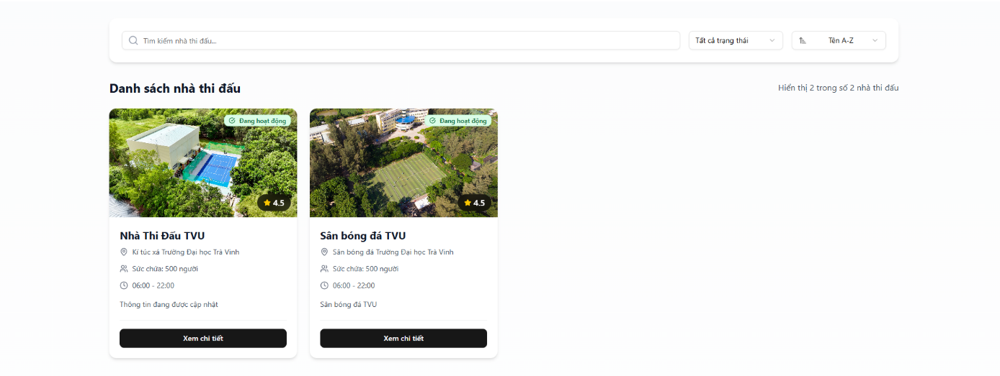 Tìm kiếm nhà thi đấu...
Tất cả trạng thái
Tên A-Z
Danh sách nhà thi đấu
Hiển thị 2 trong số 2 nhà thi đấu
Đang hoạt động
4.5
Nhà Thi Đấu TVU
Kí túc xá Trường Đại học Trà Vinh
Sức chứa: 500 người
06:00 - 22:00
Thông tin đang được cập nhật
Xem chi tiết
Đang hoạt động
4.5
Sân bóng đá TVU
Sân bóng đá Trường Đại học Trà Vinh
Sức chứa: 500 người
06:00 - 22:00
Sân bóng đá TVU
Xem chi tiết